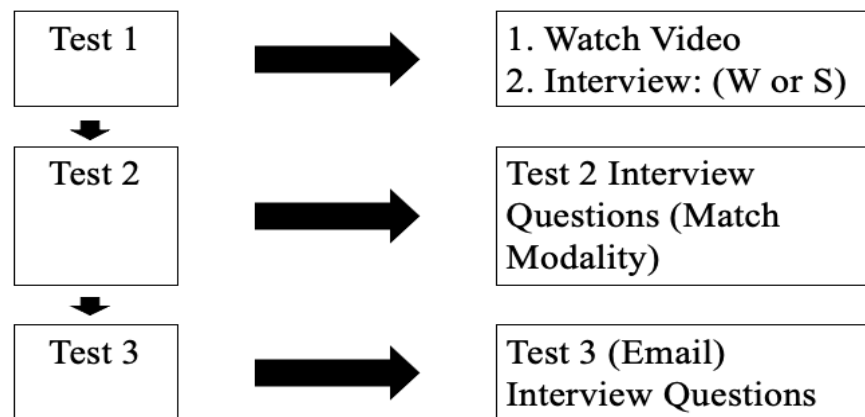 Test 1
1. Watch Video
2. Interview: (W or S)
Test 2
Test 2 Interview
Questions (Match
Modality)
Test 3
Test 3 (Email)
Interview Questions